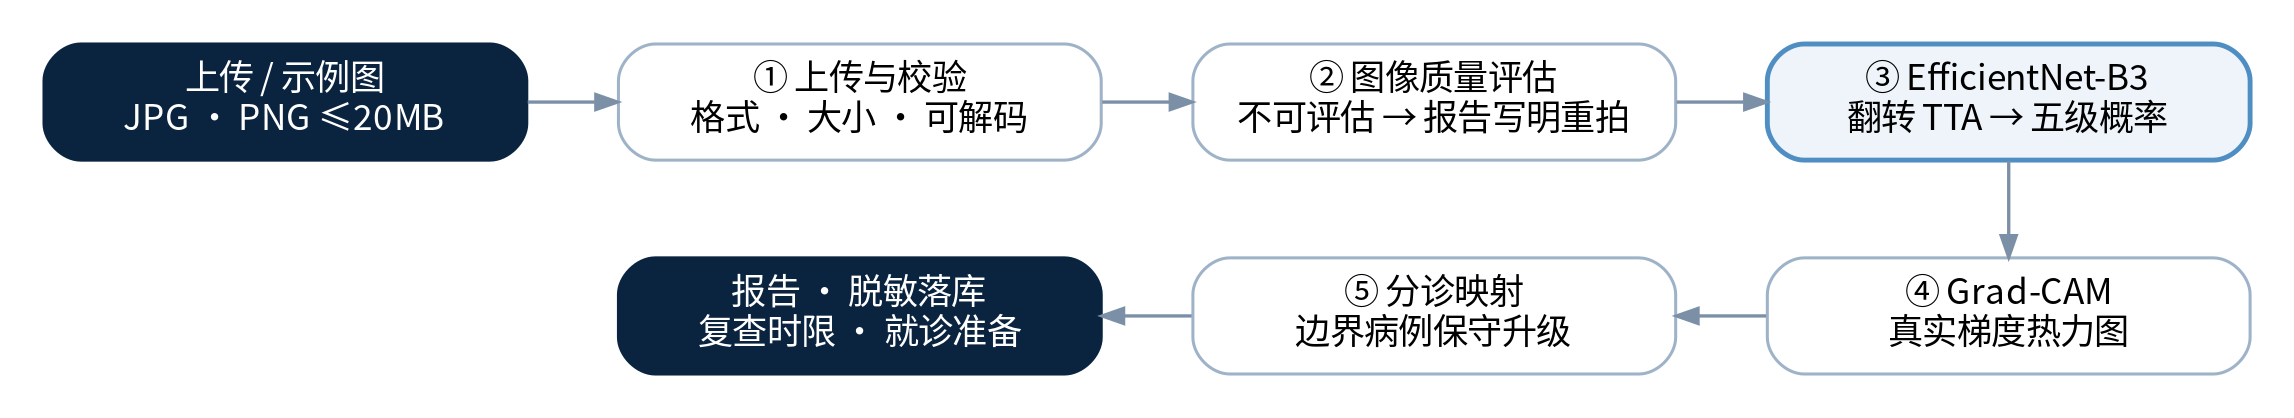 上传 / 示例图
JPG · PNG ≤20MB
① 上传与校验
格式 · 大小 · 可解码
② 图像质量评估
不可评估 → 报告写明重拍
③ EfficientNet-B3
翻转 TTA → 五级概率
④ Grad-CAM
真实梯度热力图
⑤ 分诊映射
边界病例保守升级
报告 · 脱敏落库
复查时限 · 就诊准备